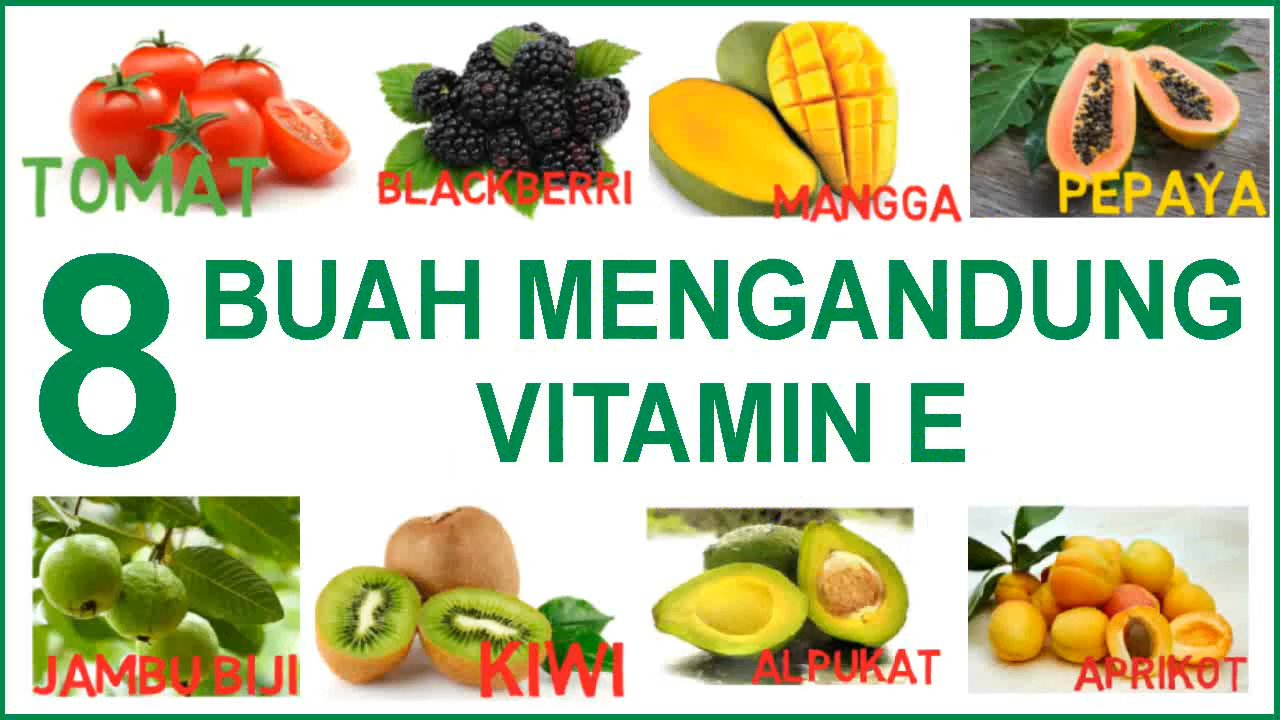 TOMAT
BLACKBERRI
MANGGA
PEPAYA
8 BUAH MENGANDUNG
VITAMIN E
JAMBU BIJI
KIWI
ALPUKAT
APRIKOT